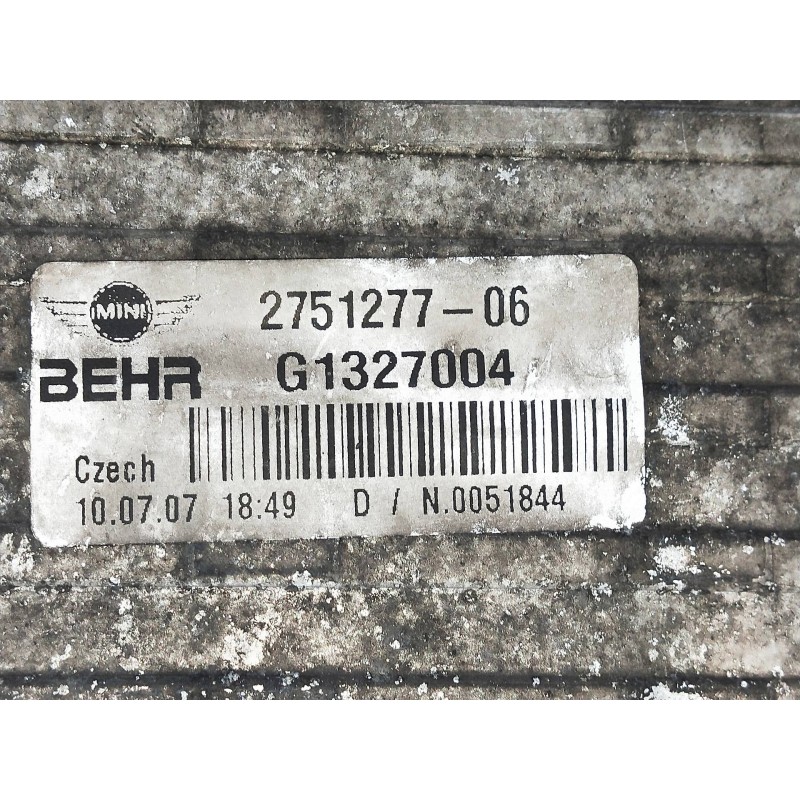 MINI
2751277-06
BEHR G1327004
Czech
10.07.07 18:49 D / N.0051844